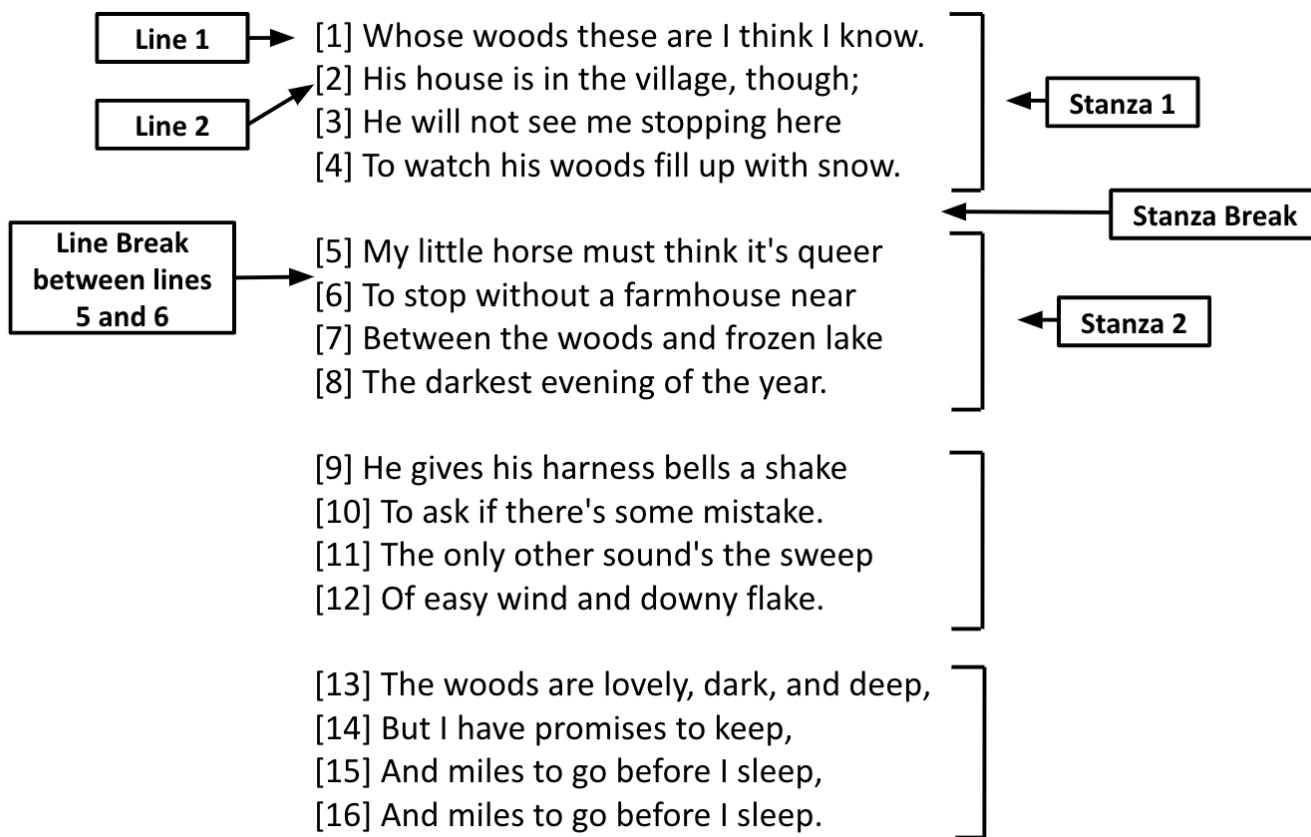 Line 1
[1] Whose woods these are I think I know.
Line 2
[2] His house is in the village, though;
[3] He will not see me stopping here
[4] To watch his woods fill up with snow.
Stanza 1
Stanza Break
Line Break
between lines
5 and 6
[5] My little horse must think it's queer
[6] To stop without a farmhouse near
[7] Between the woods and frozen lake
[8] The darkest evening of the year.
Stanza 2
[9] He gives his harness bells a shake
[10] To ask if there's some mistake.
[11] The only other sound's the sweep
[12] Of easy wind and downy flake.
[13] The woods are lovely, dark, and deep,
[14] But I have promises to keep,
[15] And miles to go before I sleep,
[16] And miles to go before I sleep.